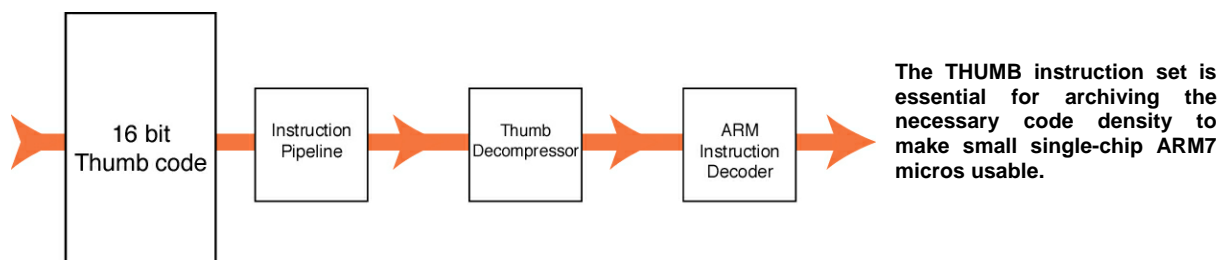 16 bit
Thumb code
Instruction
Pipeline
Thumb
Decompressor
ARM
Instruction
Decoder
The THUMB instruction set is
essential for archiving the
necessary code density to
make small single-chip ARM7
micros usable.